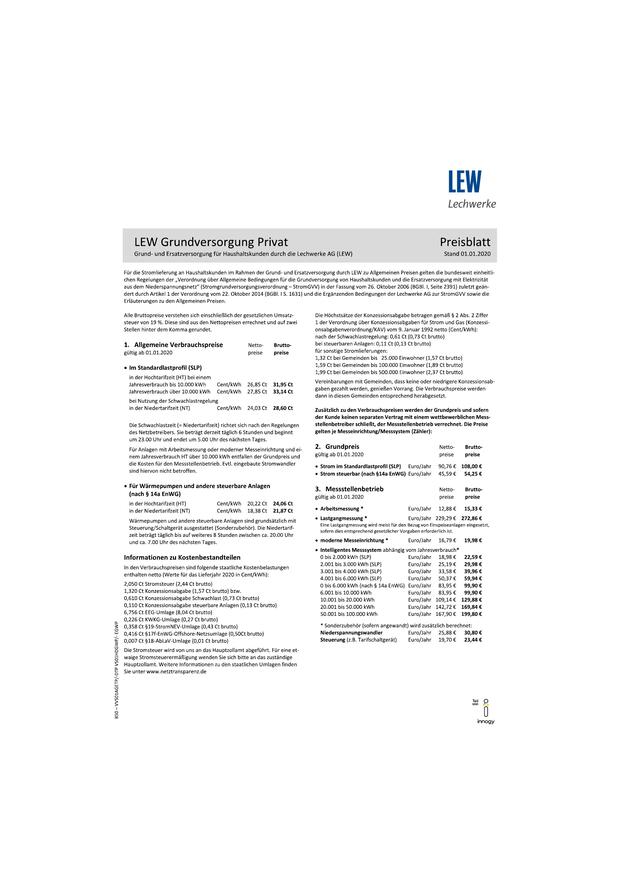 LEW
Lechwerke
LEW Grundversorgung Privat
Preisblatt
Grund- und Ersatzversorgung für Haushaltskunden durch die Lechwerke AG (LEW)
Stand 01.01.2020
Für die Stromlieferung an Haushaltskunden im Rahmen der Grund- und Ersatzversorgung durch LEW zu Allgemeinen Preisen gelten die bundesweit einheitli-
chen Regelungen der „Verordnung über Allgemeine Bedingungen für die Grundversorgung von Haushaltskunden und die Ersatzversorgung mit Elektrizität
aus dem Niederspannungsnetz“ (Stromgrundversorgungsverordnung – StromGVV) in der Fassung vom 26. Oktober 2006 (BGBl. I, Seite 2391) zuletzt geän-
dert durch Artikel 1 der Verordnung vom 22. Oktober 2014 (BGBl. I S. 1631) und die Ergänzenden Bedingungen der Lechwerke AG zur StromGVV sowie die
Erläuterungen zu den Allgemeinen Preisen.
Alle Bruttopreise verstehen sich einschließlich der gesetzlichen Umsatz-
steuer von 19 %. Diese sind aus den Nettopreisen errechnet und auf zwei
Stellen hinter dem Komma gerundet.
1. Allgemeine Verbrauchspreise Netto- Brutto-
gültig ab 01.01.2020 preise preise
• Im Standardlastprofil (SLP)
in der Hochtarifzeit (HT) bei einem
Jahresverbrauch bis 10.000 kWh Cent/kWh 26,85 Ct 31,95 Ct
Jahresverbrauch über 10.000 kWh Cent/kWh 27,85 Ct 33,14 Ct
bei Nutzung der Schwachlastregelung
in der Niedertarifzeit (NT) Cent/kWh 24,03 Ct 28,60 Ct
Die Schwachlastzeit (= Niedertarifzeit) richtet sich nach den Regelungen
des Netzbetreibers. Sie beträgt derzeit täglich 6 Stunden und beginnt
um 23.00 Uhr und endet um 5.00 Uhr des nächsten Tages.
Für Anlagen mit Arbeitsmessung oder moderner Messeinrichtung und ei-
nem Jahresverbrauch HT über 10.000 kWh entfallen der Grundpreis und
die Kosten für den Messstellenbetrieb. Evtl. eingebaute Stromwandler
sind hiervon nicht betroffen.
• Für Wärmepumpen und andere steuerbare Anlagen
(nach § 14a EnWG)
in der Hochtarifzeit (HT) Cent/kWh 20,22 Ct 24,06 Ct
in der Niedertarifzeit (NT) Cent/kWh 18,38 Ct 21,87 Ct
Wärmepumpen und andere steuerbare Anlagen sind grundsätzlich mit
Steuerung/Schaltgerät ausgestattet (Sonderzubehör). Die Niedertarif-
zeit beträgt täglich bis auf weiteres 8 Stunden zwischen ca. 20.00 Uhr
und ca. 7.00 Uhr des nächsten Tages.
Informationen zu Kostenbestandteilen
In den Verbrauchspreisen sind folgende staatliche Kostenbelastungen
enthalten netto (Werte für das Lieferjahr 2020 in Cent/kWh):
2,050 Ct Stromsteuer (2,44 Ct brutto)
1,320 Ct Konzessionsabgabe (1,57 Ct brutto) bzw.
0,610 Ct Konzessionsabgabe Schwachlast (0,73 Ct brutto)
0,110 Ct Konzessionsabgabe steuerbare Anlagen (0,13 Ct brutto)
6,756 Ct EEG-Umlage (8,04 Ct brutto)
0,226 Ct KWKG-Umlage (0,27 Ct brutto)
0,358 Ct §19-StromNEV-Umlage (0,43 Ct brutto)
0,416 Ct §17f-EnWG-Offshore-Netzumlage (0,50Ct brutto)
0,007 Ct §18-AbLaV-Umlage (0,01 Ct brutto)
Die Stromsteuer wird von uns an das Hauptzollamt abgeführt. Für eine et-
waige Stromsteuerermäßigung wenden Sie sich bitte an das zuständige
Hauptzollamt. Weitere Informationen zu den staatlichen Umlagen finden
Sie unter www.netztransparenz.de
Die Höchstsätze der Konzessionsabgabe betragen gemäß § 2 Abs. 2 Ziffer
1 der Verordnung über Konzessionsabgaben für Strom und Gas (Konzessi-
onsabgabenverordnung/KAV) vom 9. Januar 1992 netto (Cent/kWh):
nach der Schwachlastregelung: 0,61 Ct (0,73 Ct brutto)
bei steuerbaren Anlagen: 0,11 Ct (0,13 Ct brutto)
für sonstige Stromlieferungen:
1,32 Ct bei Gemeinden bis 25.000 Einwohner (1,57 Ct brutto)
1,59 Ct bei Gemeinden bis 100.000 Einwohner (1,89 Ct brutto)
1,99 Ct bei Gemeinden bis 500.000 Einwohner (2,37 Ct brutto)
Vereinbarungen mit Gemeinden, dass keine oder niedrigere Konzessionsab-
gaben gezahlt werden, genießen Vorrang. Die Verbrauchspreise werden
dann in diesen Gemeinden entsprechend herabgesetzt.
Zusätzlich zu den Verbrauchspreisen werden der Grundpreis und sofern
der Kunde keinen separaten Vertrag mit einem wettbewerblichen Mess-
stellenbetreiber schließt, der Messstellenbetrieb verrechnet. Die Preise
gelten je Messeinrichtung/Messsystem (Zähler):
2. Grundpreis Netto- Brutto-
gültig ab 01.01.2020 preise preise
• Strom im Standardlastprofil (SLP) Euro/Jahr 90,76 € 108,00 €
• Strom steuerbar (nach §14a EnWG) Euro/Jahr 45,59 € 54,25 €
3. Messstellenbetrieb Netto- Brutto-
gültig ab 01.01.2020 preise preise
• Arbeitsmessung * Euro/Jahr 12,88 € 15,33 €
• Lastgangmessung * Euro/Jahr 229,29 € 272,86 €
Eine Lastgangmessung wird meist für den Bezug von Einspeiseanlagen eingesetzt,
sofern dies entsprechend gesetzlicher Vorgaben erforderlich ist.
• moderne Messeinrichtung * Euro/Jahr 16,79 € 19,98 €
• Intelligentes Messsystem abhängig vom Jahresverbrauch*
0 bis 2.000 kWh (SLP) Euro/Jahr 18,98 € 22,59 €
2.001 bis 3.000 kWh (SLP) Euro/Jahr 25,19 € 29,98 €
3.001 bis 4.000 kWh (SLP) Euro/Jahr 33,58 € 39,96 €
4.001 bis 6.000 kWh (SLP) Euro/Jahr 50,37 € 59,94 €
0 bis 6.000 kWh (nach § 14a EnWG) Euro/Jahr 83,95 € 99,90 €
6.001 bis 10.000 kWh Euro/Jahr 83,95 € 99,90 €
10.001 bis 20.000 kWh Euro/Jahr 109,14 € 129,88 €
20.001 bis 50.000 kWh Euro/Jahr 142,72 € 169,84 €
50.001 bis 100.000 kWh Euro/Jahr 167,90 € 199,80 €
* Sonderzubehör (sofern angewandt) wird zusätzlich berechnet:
Niederspannungswandler Euro/Jahr 25,88 € 30,80 €
Steuerung (z.B. Tarifschaltgerät) Euro/Jahr 19,70 € 23,44 €
innogy